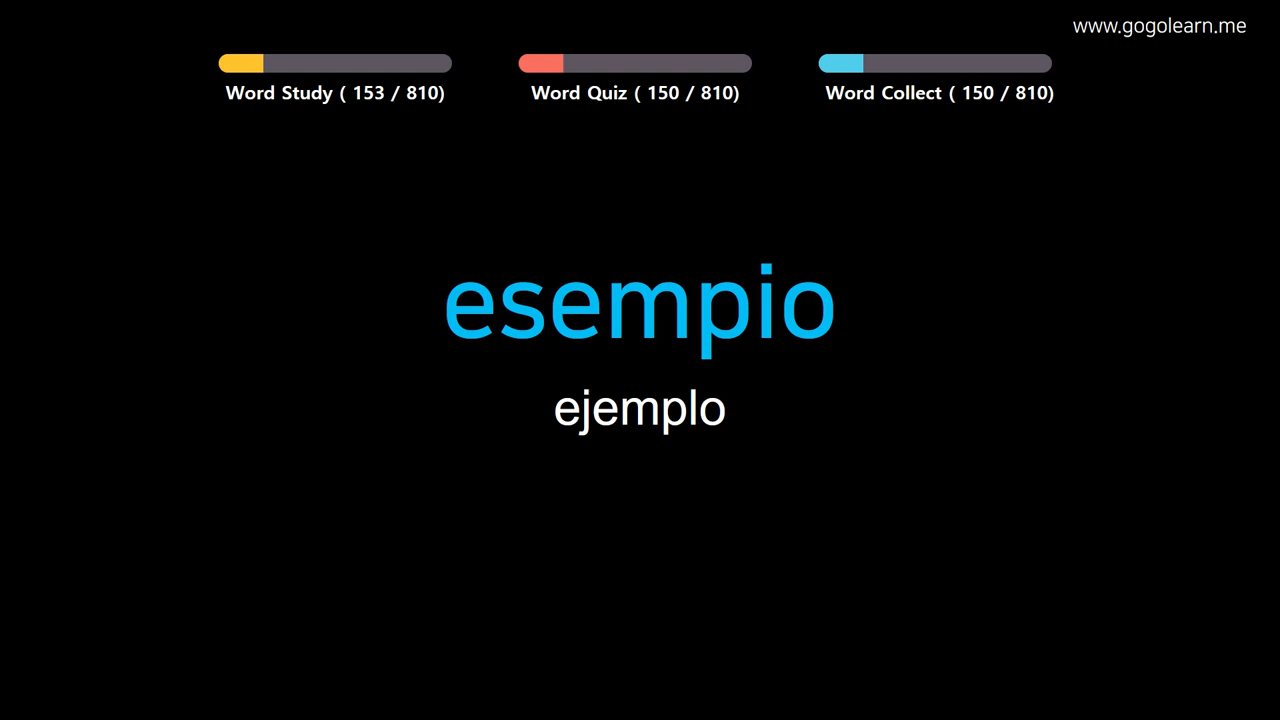 www.gogolearn.me
Word Study ( 153 / 810)
Word Quiz ( 150 / 810)
Word Collect ( 150 / 810)
esempio
ejemplo